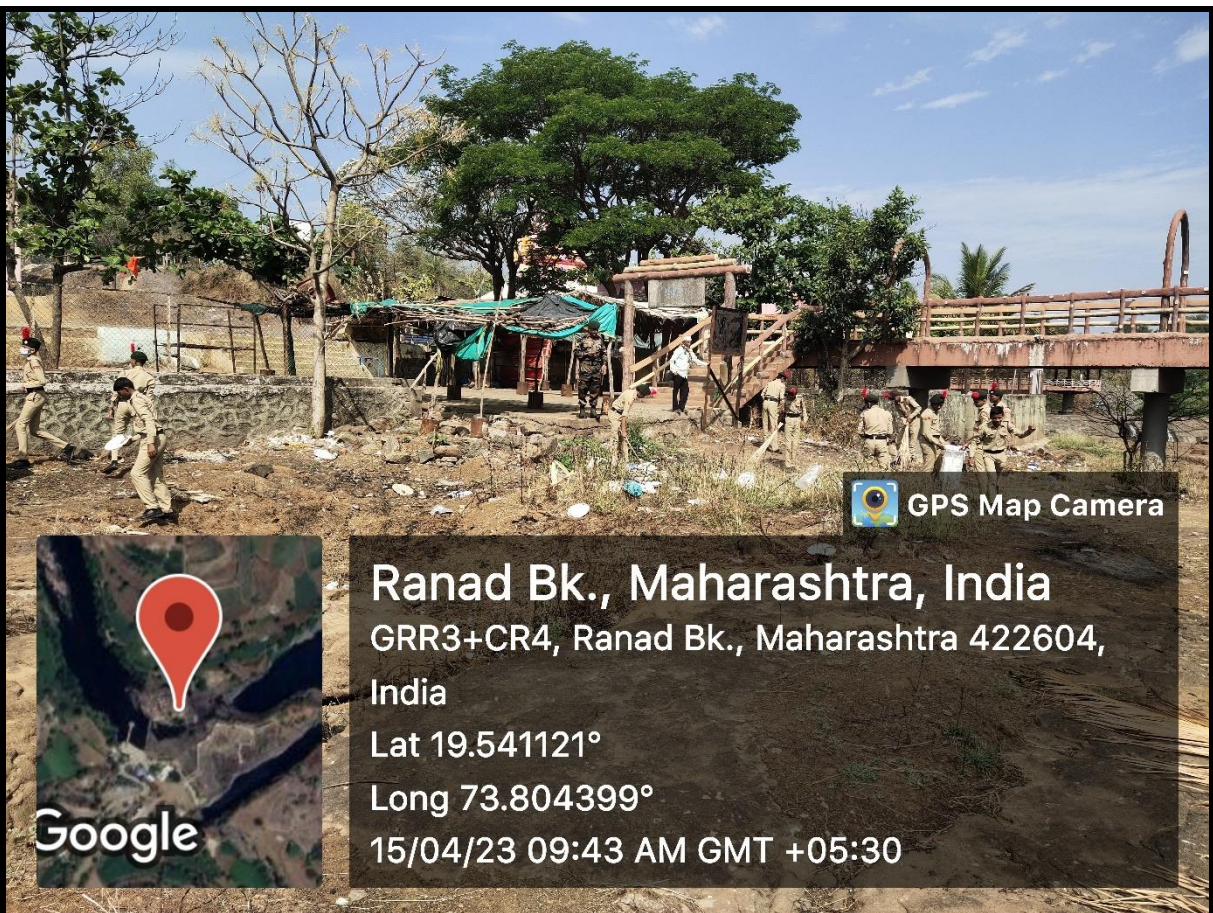 GPS Map Camera
Ranad Bk., Maharashtra, India
GRR3+CR4, Ranad Bk., Maharashtra 422604,
India
Lat 19.541121°
Long 73.804399°
15/04/23 09:43 AM GMT +05:30
Google